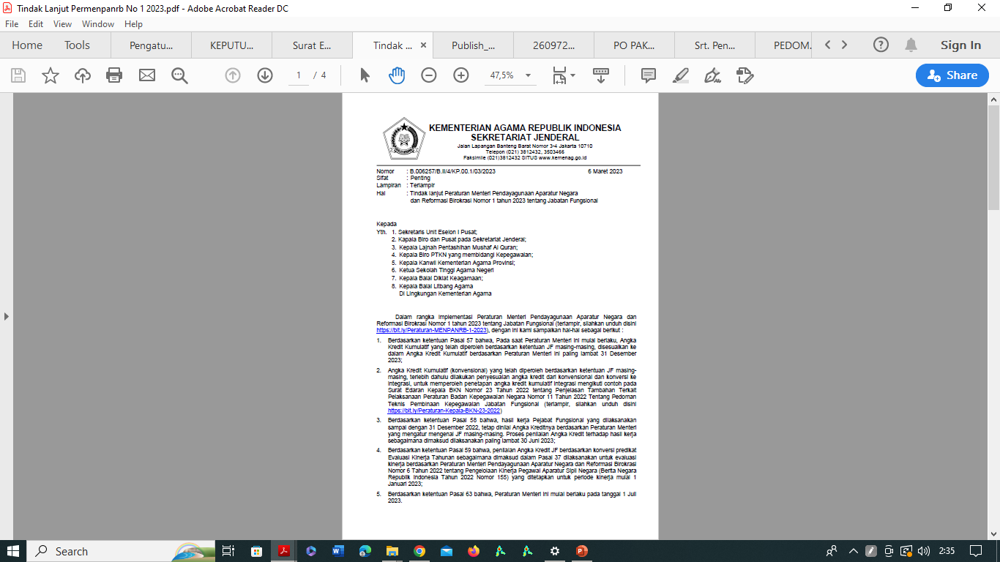 Tindak Lanjut Permenpanrb No 1 2023.pdf - Adobe Acrobat Reader DC
File Edit View Window Help
Home Tools Pengatu... KEPUTU... Surat E... Tindak ... Publish_... 260972... PO PAK... Srt. Pen... PEDOM. Sign In
1 / 4 47,5% Share
KEMENTERIAN AGAMA REPUBLIK INDONESIA
SEKRETARIAT JENDERAL
Jalan Lapangan Banteng Barat Nomor 3-4 Jakarta 10710
Telepon (021) 3812432, 3503466
Faksimile (021)3812432 SITUS www.kemenag.go.id
Nomor : B.006257/B.II/4/KP.00.1/03/2023 6 Maret 2023
Sifat : Penting
Lampiran : Terlampir
Hal : Tindak lanjut Peraturan Menteri Pendayagunaan Aparatur Negara
dan Reformasi Birokrasi Nomor 1 tahun 2023 tentang Jabatan Fungsional
Kepada
Yth. 1. Sekretaris Unit Eselon I Pusat;
2. Kapala Biro dan Pusat pada Sekretariat Jenderal;
3. Kepala Lajnah Pentashihan Mushaf Al Quran;
4. Kepala Biro PTKN yang membidangi Kepegawaian;
5. Kepala Kanwil Kementerian Agama Provinsi;
6. Ketua Sekolah Tinggi Agama Negeri
7. Kepala Balai Diklat Keagamaan;
8. Kepala Balai Litbang Agama
Di Lingkungan Kementerian Agama
Dalam rangka implementasi Peraturan Menteri Pendayagunaan Aparatur Negara dan
Reformasi Birokrasi Nomor 1 tahun 2023 tentang Jabatan Fungsional (terlampir, silahkan unduh disini
https://bit.ly/Peraturan-MENPANRB-1-2023), dengan ini kami sampaikan hal-hal sebagai berikut :
1. Berdasarkan ketentuan Pasal 57 bahwa, Pada saat Peraturan Menteri ini mulai berlaku, Angka
Kredit Kumulatif yang telah diperoleh berdasarkan ketentuan JF masing-masing, disesuaikan ke
dalam Angka Kredit Kumulatif berdasarkan Peraturan Menteri ini paling lambat 31 Desember
2023;
2. Angka Kredit Kumulatif (konvensional) yang telah diperoleh berdasarkan ketentuan JF masing-
masing, terlebih dahulu dilakukan penyesuaian angka kredit dari konvensional dan konversi ke
integrasi, untuk memperoleh penetapan angka kredit kumulatif integrasi mengikuti contoh pada
Surat Edaran Kepala BKN Nomor 23 Tahun 2022 tentang Penjelasan Tambahan Terkait
Pelaksanaan Peraturan Badan Kepegawaian Negara Nomor 11 Tahun 2022 Tentang Pedoman
Teknis Pembinaan Kepegawaian Jabatan Fungsional (terlampir, silahkan unduh disini
https://bit.ly/Peraturan-Kepala-BKN-23-2022)
3. Berdasarkan ketentuan Pasal 58 bahwa, hasil kerja Pejabat Fungsional yang dilaksanakan
sampai dengan 31 Desember 2022, tetap dinilai Angka Kreditnya berdasarkan Peraturan Menteri
yang mengatur mengenai JF masing-masing. Proses penilaian Angka Kredit terhadap hasil kerja
sebagaimana dimaksud dilaksanakan paling lambat 30 Juni 2023;
4. Berdasarkan ketentuan Pasal 59 bahwa, penilaian Angka Kredit JF berdasarkan konversi predikat
Evaluasi Kinerja Tahunan sebagaimana dimaksud dalam Pasal 37 dilaksanakan untuk evaluasi
kinerja berdasarkan Peraturan Menteri Pendayagunaan Aparatur Negara dan Reformasi Birokrasi
Nomor 6 Tahun 2022 tentang Pengelolaan Kinerja Pegawai Aparatur Sipil Negara (Berita Negara
Republik Indonesia Tahun 2022 Nomor 155) yang ditetapkan untuk periode kinerja mulai 1
Januari 2023;
5. Berdasarkan ketentuan Pasal 63 bahwa, Peraturan Menteri ini mulai berlaku pada tanggal 1 Juli
2023.
Search 2:35